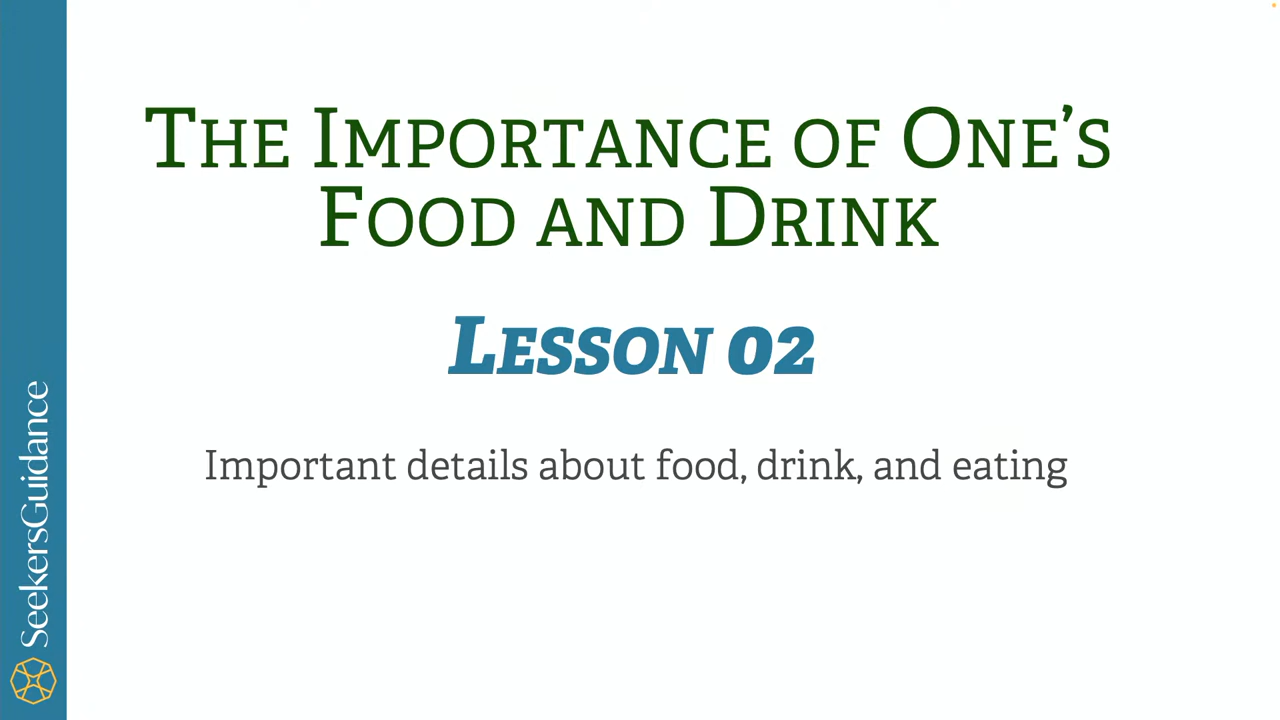 The Importance of One's
Food and Drink
Lesson 02
Important details about food, drink, and eating
SeekersGuidance